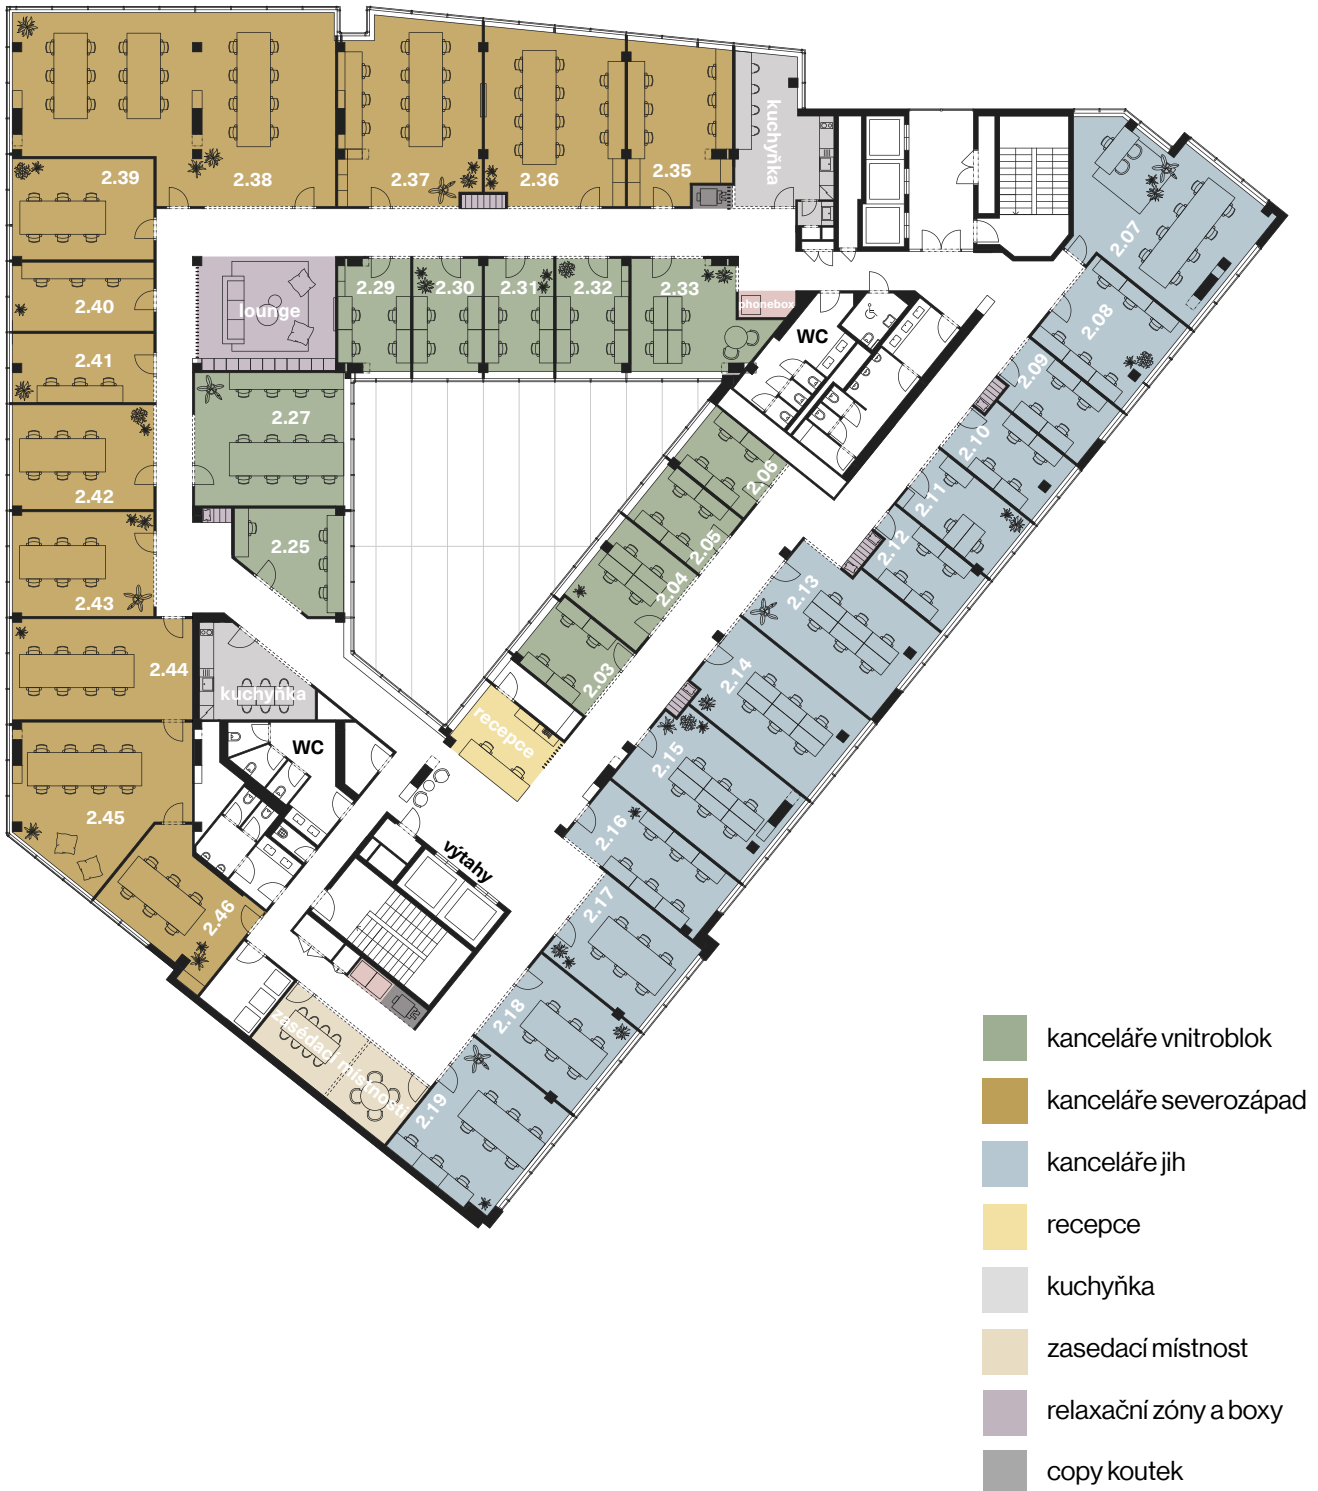 kuchyňka
2.39
2.38
2.37
2.36
2.35
2.07
2.40
lounge
2.29
2.30
2.31
2.32
2.33
phonebox
WC
2.08
2.41
2.09
2.27
2.10
2.42
2.06
2.11
2.25
2.05
2.12
2.43
2.04
2.13
2.44
kuchyňka
2.03
2.14
WC
recepce
2.15
2.45
2.16
výtahy
2.46
2.17
2.18
zasedací místnosti
2.19
kanceláře vnitroblok
kanceláře severozápad
kanceláře jih
recepce
kuchyňka
zasedací místnost
relaxační zóny a boxy
copy koutek